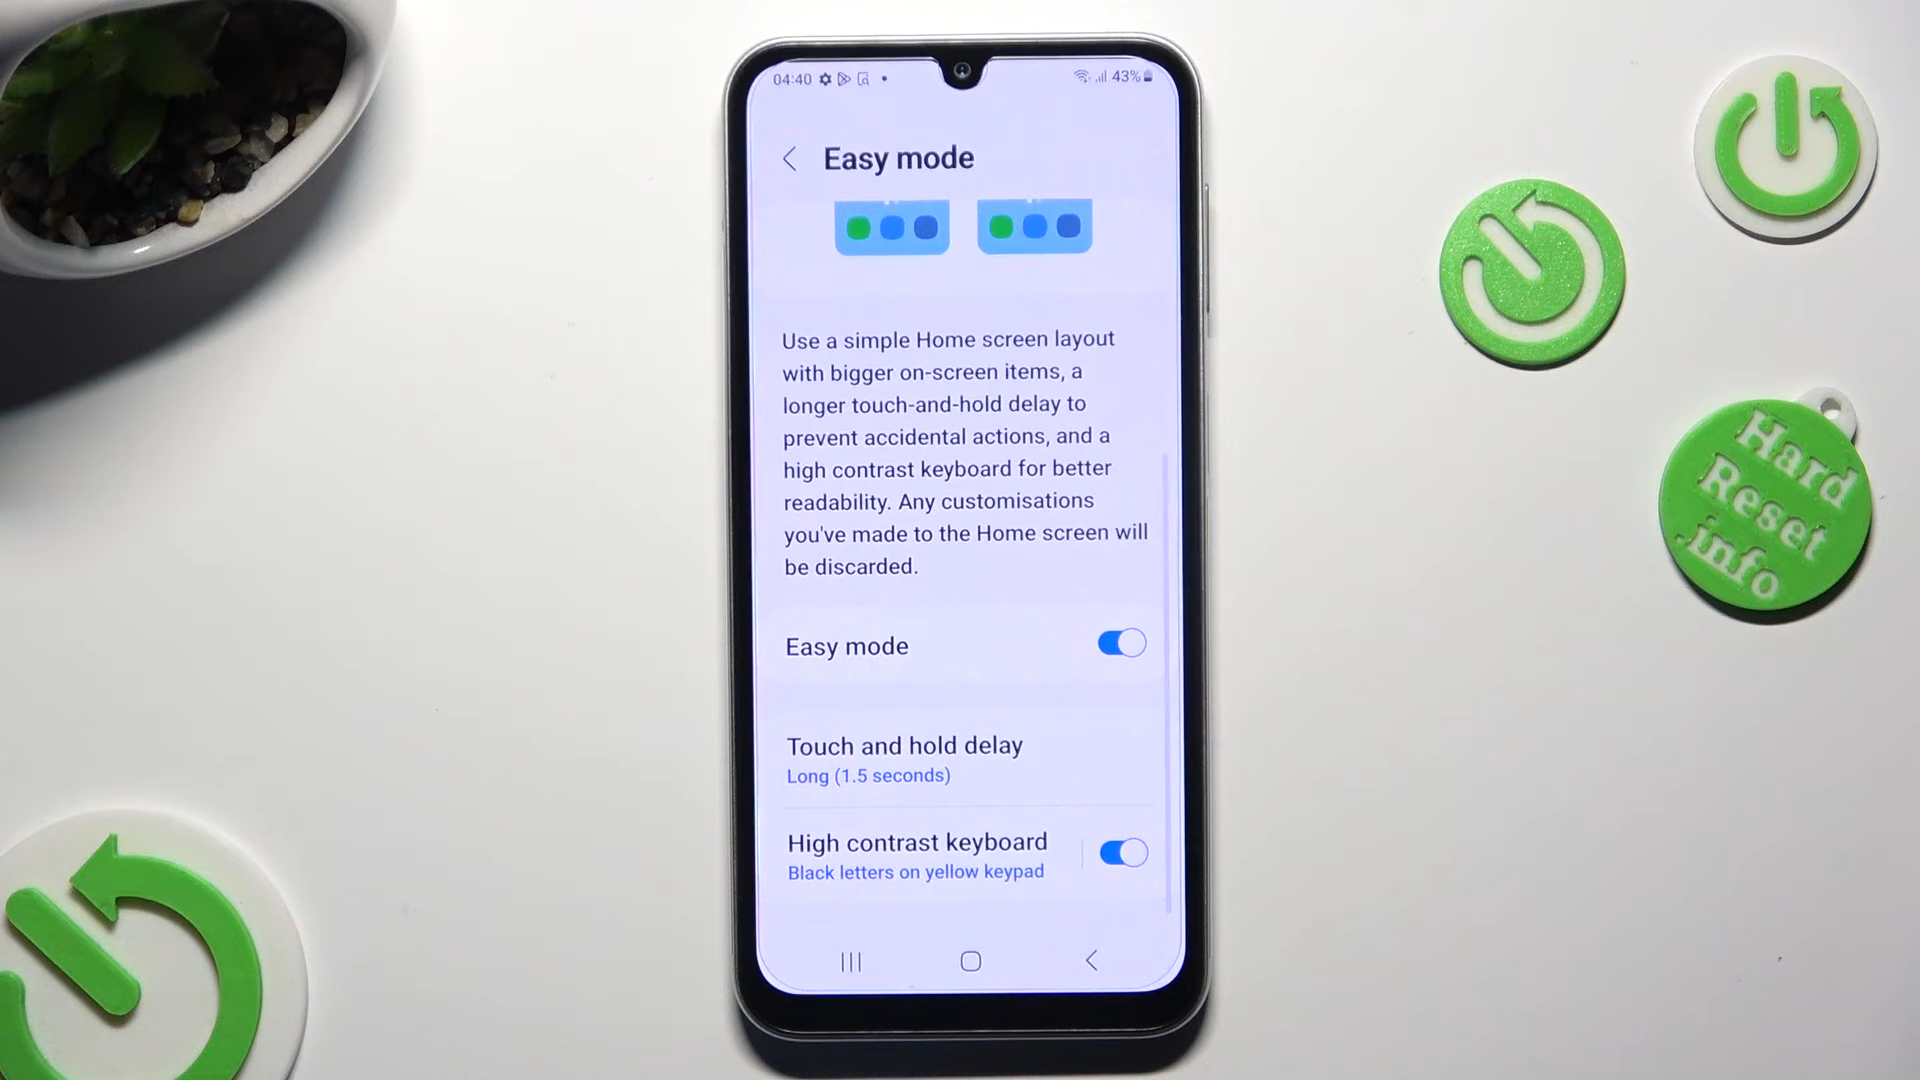 04:40
43%
Easy mode
Use a simple Home screen layout
with bigger on-screen items, a
longer touch-and-hold delay to
prevent accidental actions, and a
high contrast keyboard for better
readability. Any customisations
you've made to the Home screen will
be discarded.
Easy mode
Touch and hold delay
Long (1.5 seconds)
High contrast keyboard
Black letters on yellow keypad
Hard
Reset
.info